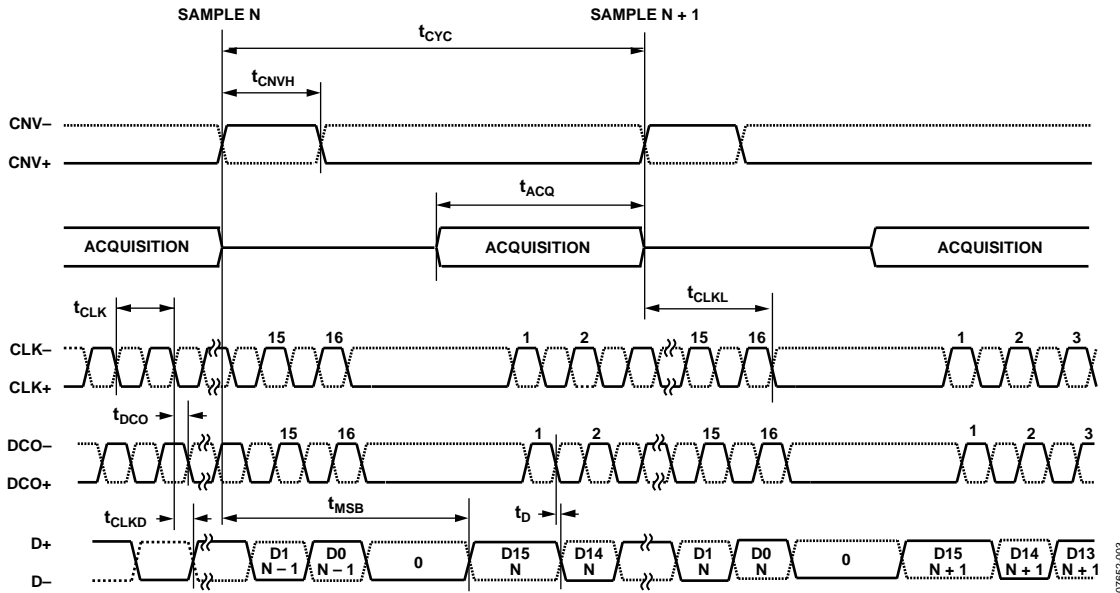 SAMPLE N SAMPLE N + 1
tCYC
tCNVH
CNV–
CNV+
tACQ
ACQUISITION ACQUISITION ACQUISITION
tCLK tCLKL
15 16 1 2 15 16 1 2 3
CLK–
CLK+
tDCO
15 16 1 2 15 16 1 2 3
DCO–
DCO+
tCLKD tMSB tD
D+
D–
D1 N – 1
D0 N – 1
0
D15 N
D14 N
D1 N
D0 N
0
D15 N + 1
D14 N + 1
D13 N + 1
07652-002